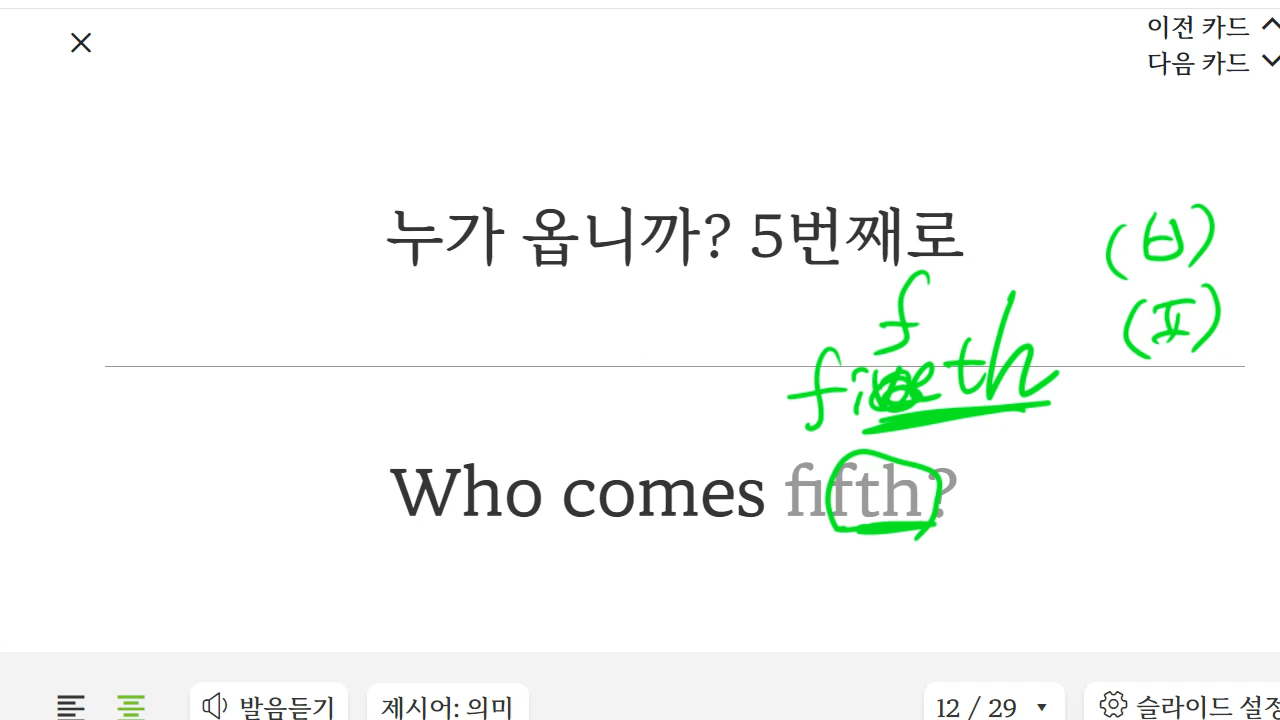 이전 카드
다음 카드
누가 옵니까? 5번째로
(ㅂ)
(ㅍ)
f
fiveth
Who comes fifth?
발음듣기
제시어: 의미
12 / 29
슬라이드 설정